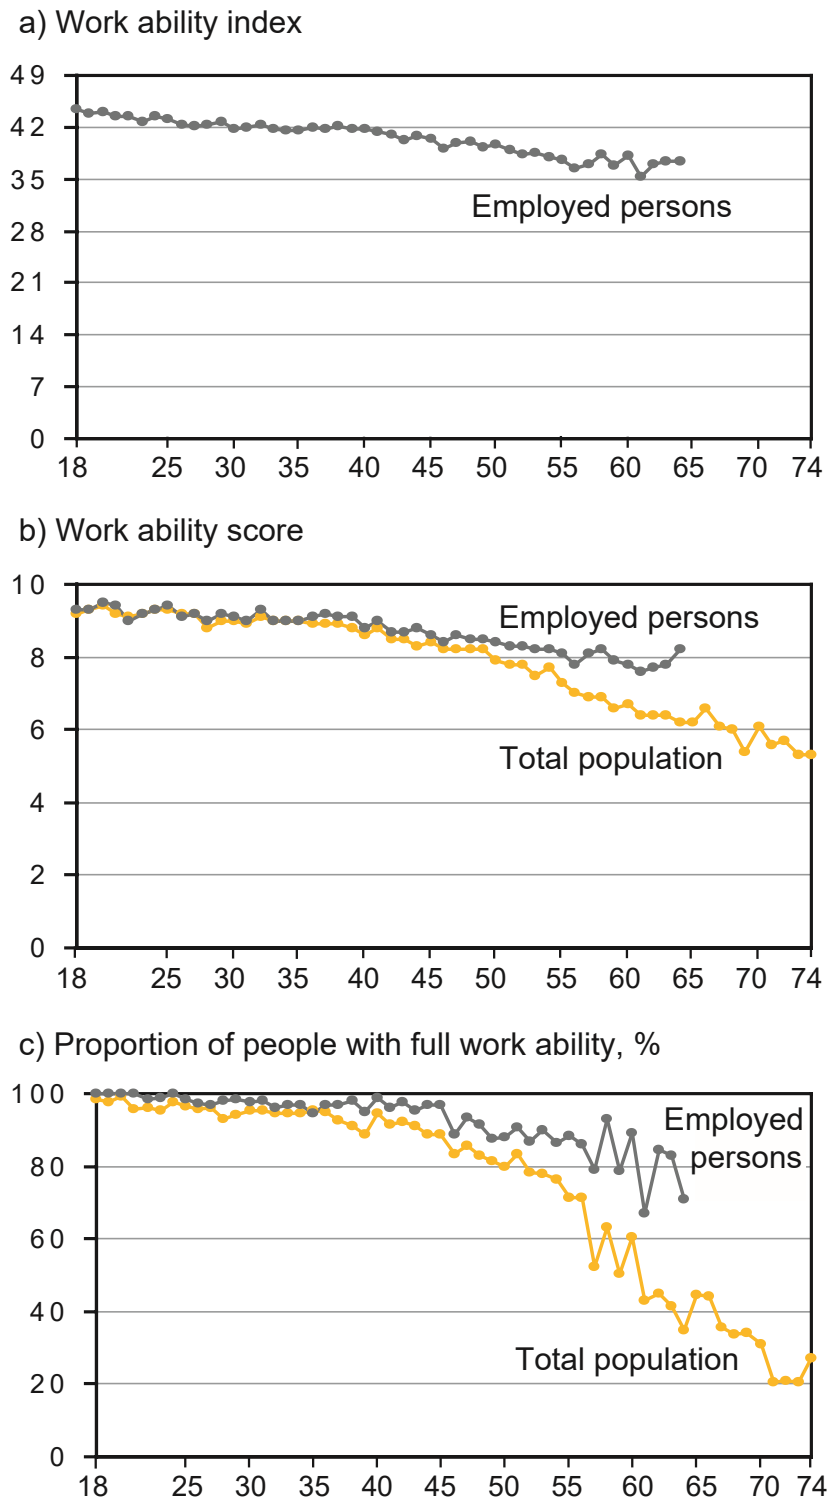 a) Work ability index
49
42
35
Employed persons
28
21
14
7
0
18 25 30 35 40 45 50 55 60 65 70 74
b) Work ability score
10
Employed persons
8
6
Total population
4
2
0
18 25 30 35 40 45 50 55 60 65 70 74
c) Proportion of people with full work ability, %
100
Employed
persons
80
60
40
Total population
20
0
18 25 30 35 40 45 50 55 60 65 70 74